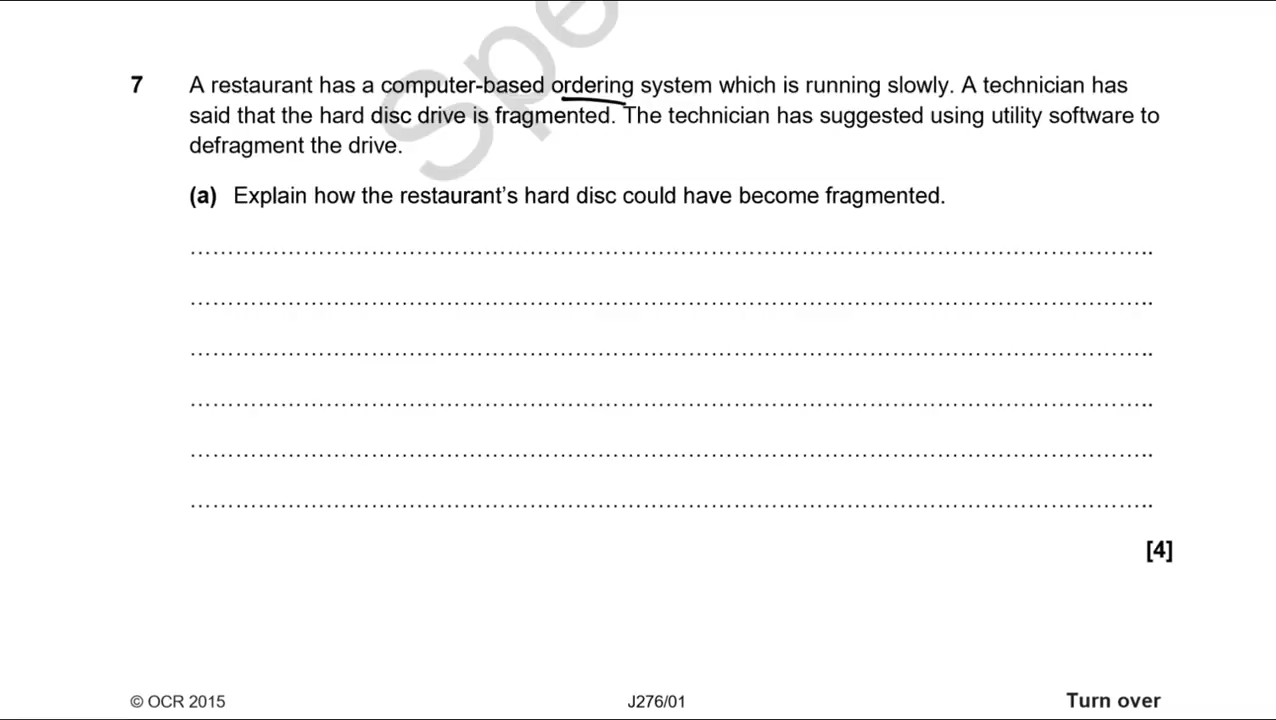 Spe
7 A restaurant has a computer-based ordering system which is running slowly. A technician has
said that the hard disc drive is fragmented. The technician has suggested using utility software to
defragment the drive.
(a) Explain how the restaurant's hard disc could have become fragmented.
[4]
© OCR 2015 J276/01 Turn over